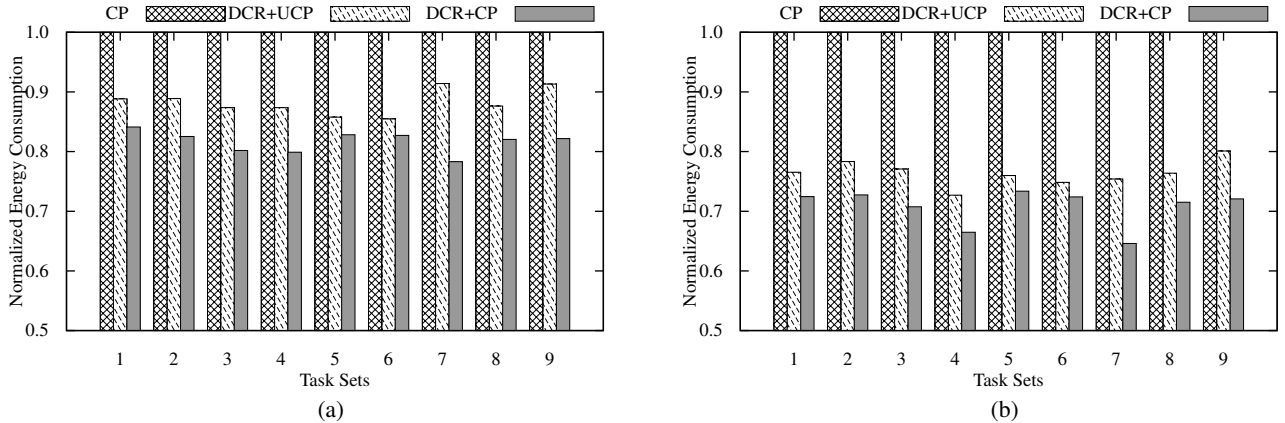 CP DCR+UCP DCR+CP
Normalized Energy Consumption
1.0
0.9
0.8
0.7
0.6
0.5
1 2 3 4 5 6 7 8 9
Task Sets
(a)
CP DCR+UCP DCR+CP
Normalized Energy Consumption
1.0
0.9
0.8
0.7
0.6
0.5
1 2 3 4 5 6 7 8 9
Task Sets
(b)